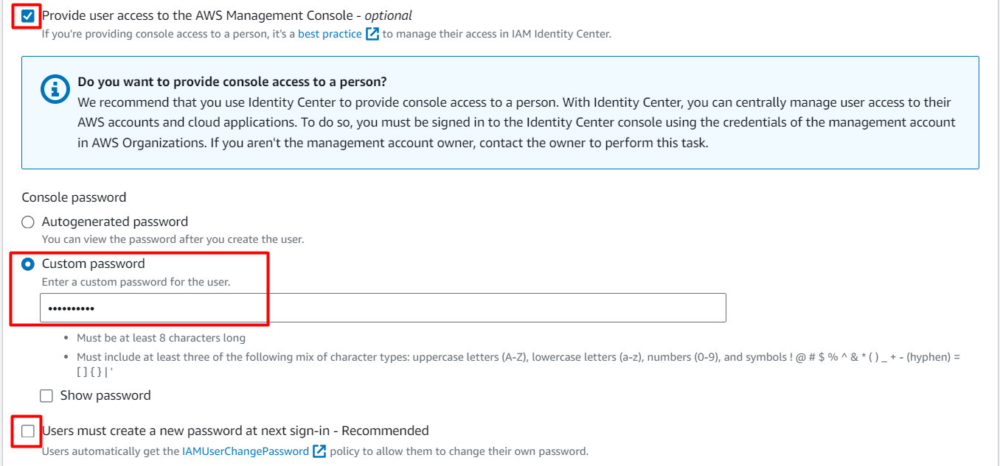 Provide user access to the AWS Management Console - optional
If you're providing console access to a person, it's a best practice to manage their access in IAM Identity Center.
Do you want to provide console access to a person?
We recommend that you use Identity Center to provide console access to a person. With Identity Center, you can centrally manage user access to their
AWS accounts and cloud applications. To do so, you must be signed in to the Identity Center console using the credentials of the management account
in AWS Organizations. If you aren't the management account owner, contact the owner to perform this task.
Console password
Autogenerated password
You can view the password after you create the user.
Custom password
Enter a custom password for the user.
••••••••••
• Must be at least 8 characters long
• Must include at least three of the following mix of character types: uppercase letters (A-Z), lowercase letters (a-z), numbers (0-9), and symbols ! @ # $ % ^ & * ( ) _ + - (hyphen) =
[ ] { } | '
Show password
Users must create a new password at next sign-in - Recommended
Users automatically get the IAMUserChangePassword policy to allow them to change their own password.